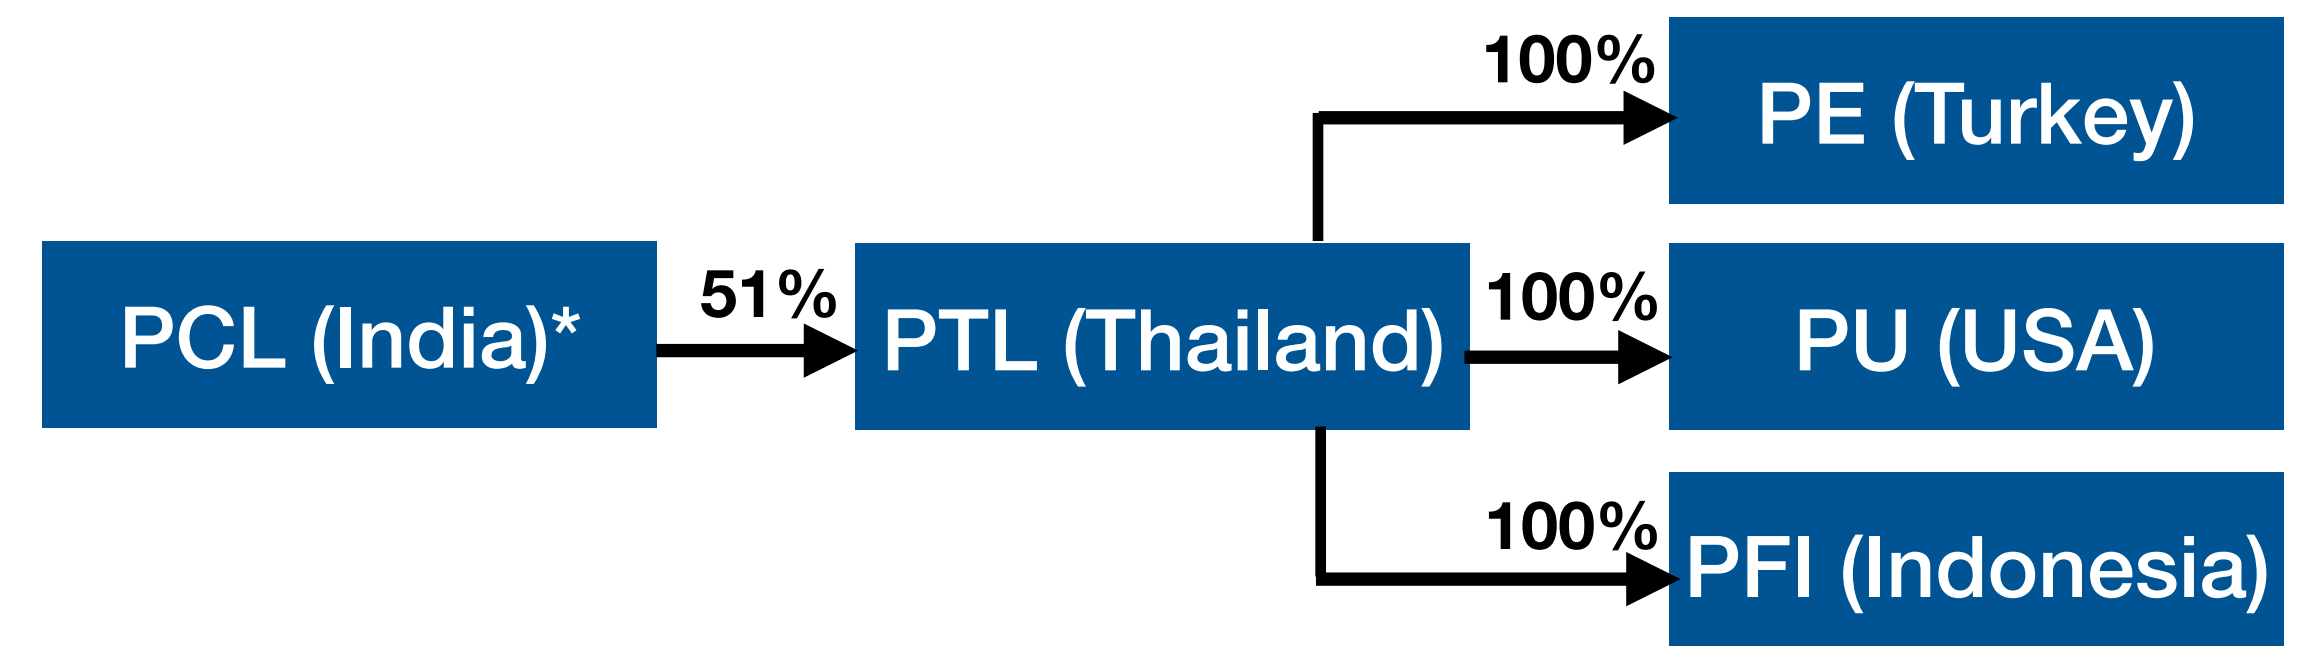 100%
PE (Turkey)
PCL (India)*
51%
PTL (Thailand)
100%
PU (USA)
100%
PFI (Indonesia)